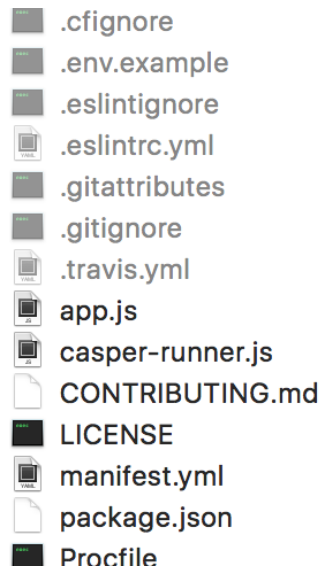 .cfignore
.env.example
.eslintignore
.eslintrc.yml
.gitattributes
.gitignore
.travis.yml
app.js
casper-runner.js
CONTRIBUTING.md
LICENSE
manifest.yml
package.json
Procfile